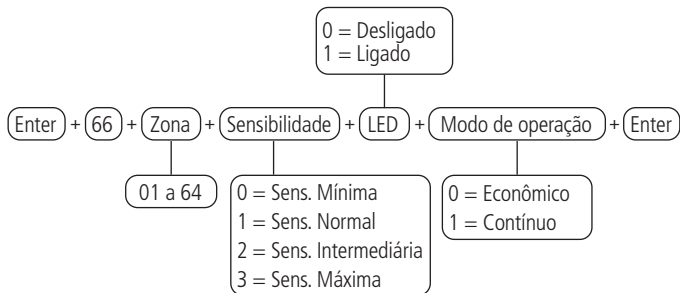 0 = Desligado
1 = Ligado
Enter + 66 + Zona + Sensibilidade + LED + Modo de operação + Enter
01 a 64
0 = Sens. Mínima
1 = Sens. Normal
2 = Sens. Intermediária
3 = Sens. Máxima
0 = Econômico
1 = Contínuo